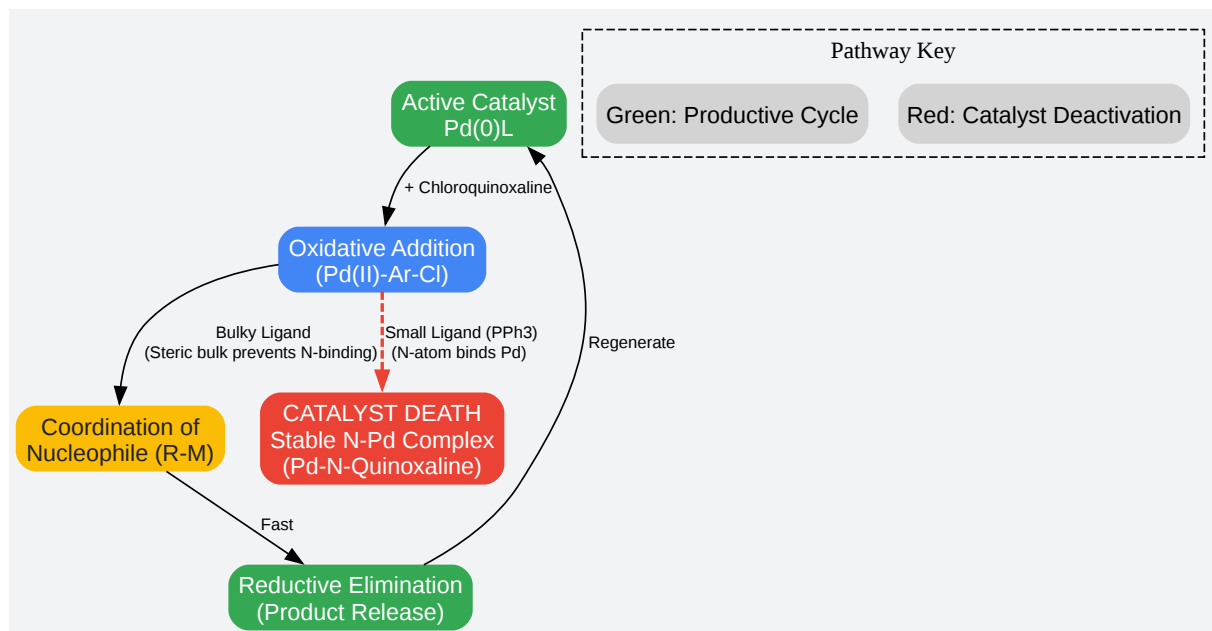 Pathway Key
Green: Productive Cycle
Red: Catalyst Deactivation
Active Catalyst
Pd(0)L
+ Chloroquinoxaline
Oxidative Addition
(Pd(II)-Ar-Cl)
Bulky Ligand
(Steric bulk prevents N-binding)
Small Ligand (PPh3)
(N-atom binds Pd)
Regenerate
Coordination of
Nucleophile (R-M)
CATALYST DEATH
Stable N-Pd Complex
(Pd-N-Quinoxaline)
Fast
Reductive Elimination
(Product Release)